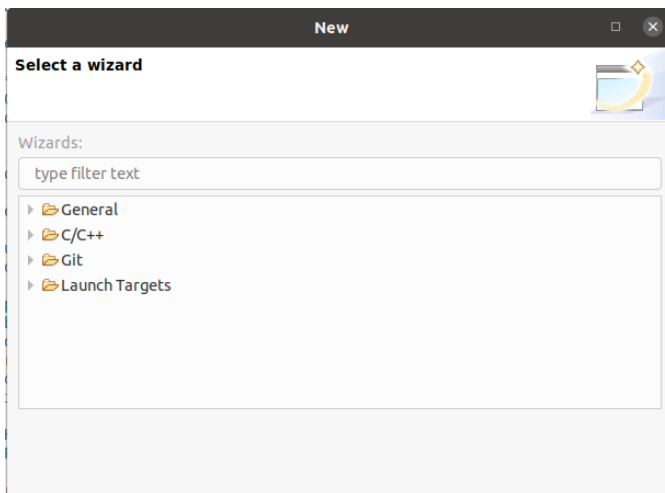 New
Select a wizard
Wizards:
type filter text
General
C/C++
Git
Launch Targets